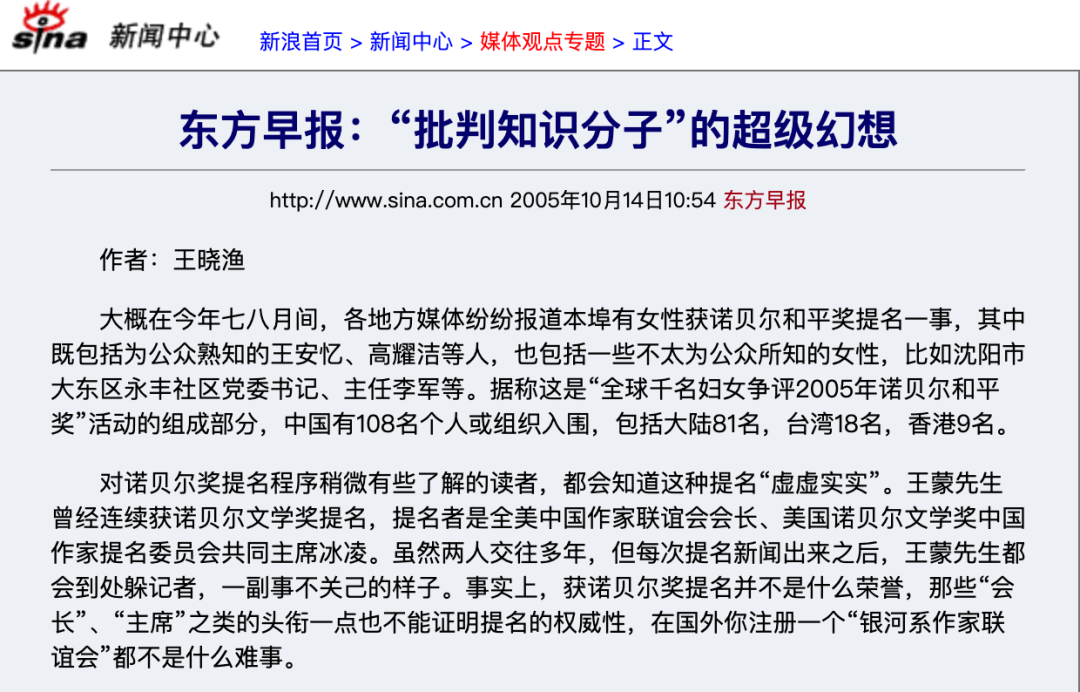 sina 新闻中心 新浪首页 > 新闻中心 > 媒体观点专题 > 正文
东方早报：“批判知识分子”的超级幻想
http://www.sina.com.cn 2005年10月14日10:54 东方早报
作者：王晓渔
大概在今年七八月间，各地方媒体纷纷报道本埠有女性获诺贝尔和平奖提名一事，其中
既包括为公众熟知的王安忆、高耀洁等人，也包括一些不太为公众所知的女性，比如沈阳市
大东区永丰社区党委书记、主任李军等。据称这是“全球千名妇女争评2005年诺贝尔和平
奖”活动的组成部分，中国有108名个人或组织入围，包括大陆81名，台湾18名，香港9名。
对诺贝尔奖提名程序稍微有些了解的读者，都会知道这种提名“虚虚实实”。王蒙先生
曾经连续获诺贝尔文学奖提名，提名者是全美中国作家联谊会会长、美国诺贝尔文学奖中国
作家提名委员会共同主席冰凌。虽然两人交往多年，但每次提名新闻出来之后，王蒙先生都
会到处躲记者，一副事不关己的样子。事实上，获诺贝尔奖提名并不是什么荣誉，那些“会
长”、“主席”之类的头衔一点也不能证明提名的权威性，在国外你注册一个“银河系作家联
谊会”都不是什么难事。